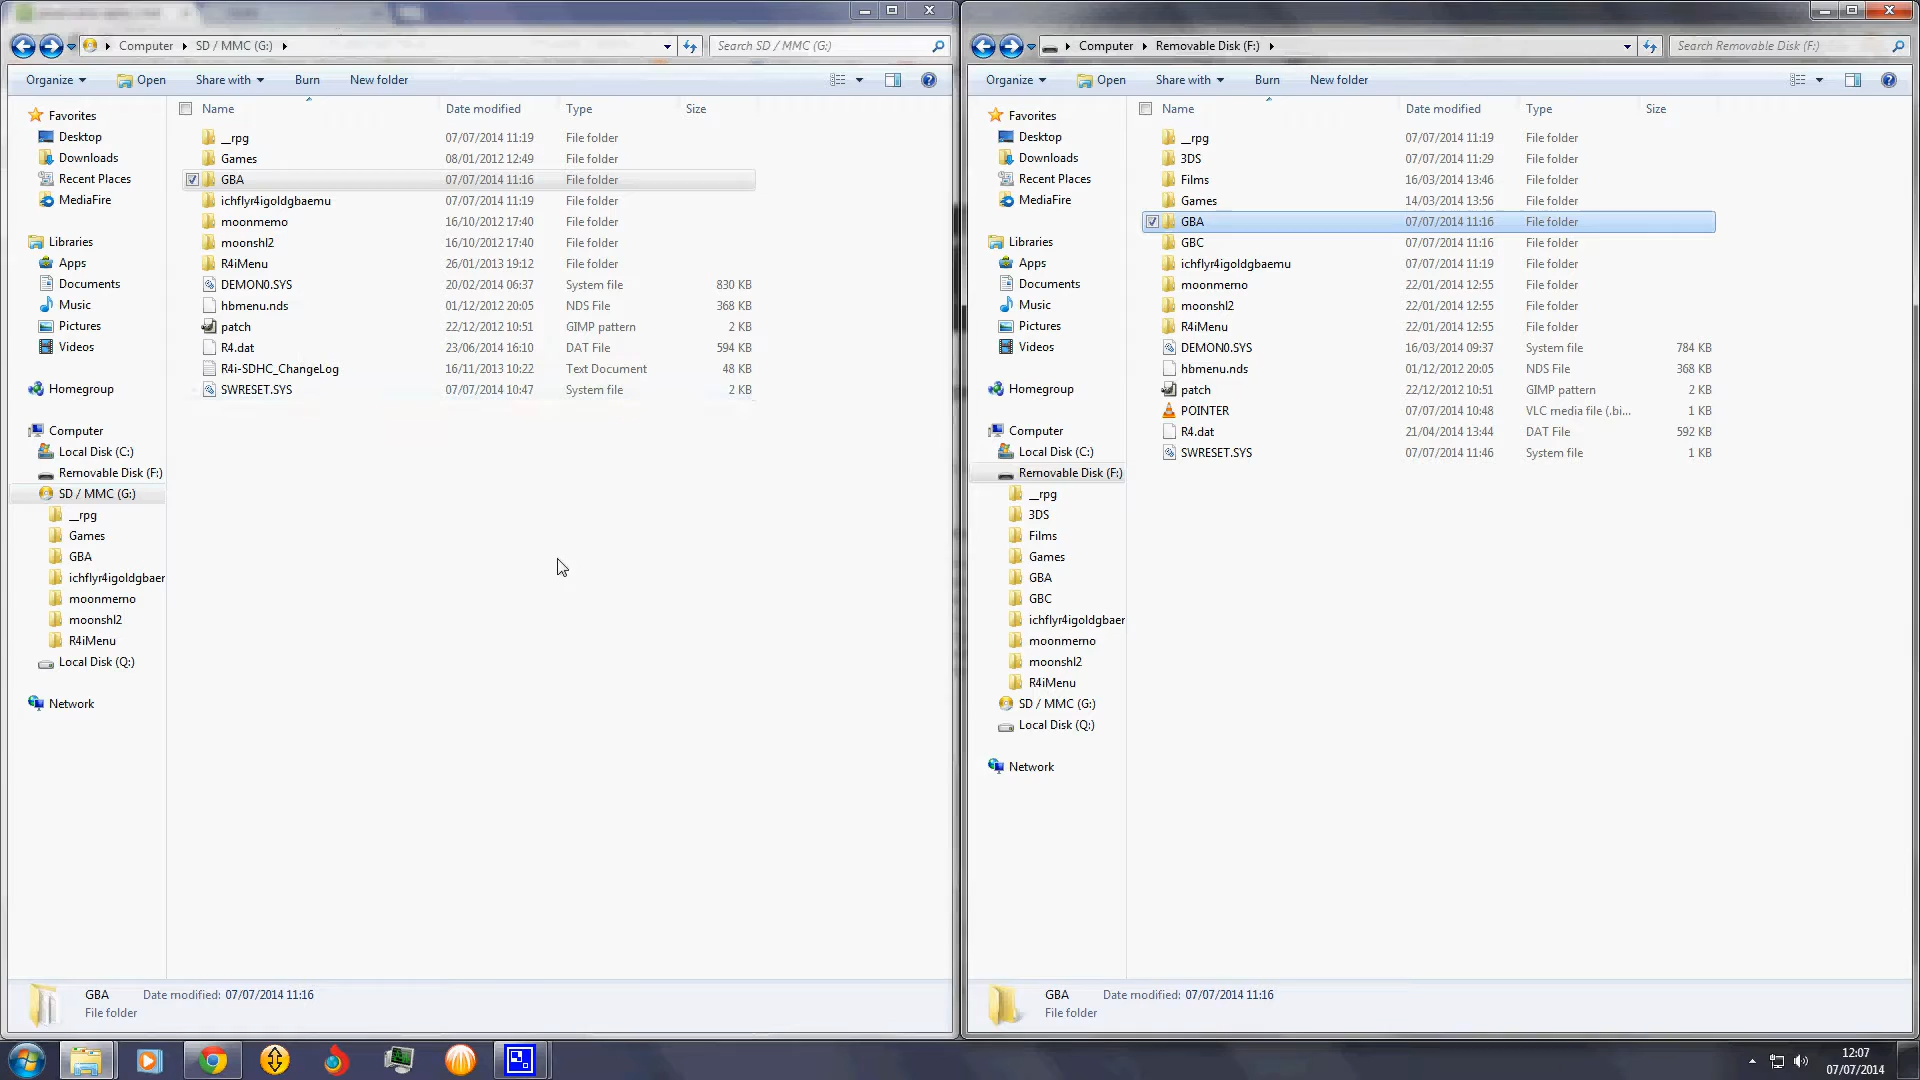 Computer ▸ SD / MMC (G:) ▸
Search SD / MMC (G:)
Organize Open Share with Burn New folder
Name Date modified Type Size
Favorites
Desktop
Downloads
Recent Places
MediaFire
Libraries
Apps
Documents
Music
Pictures
Videos
Homegroup
Computer
Local Disk (C:)
Removable Disk (F:)
SD / MMC (G:)
__rpg
Games
GBA
ichflyr4igoldgbaer
moonmemo
moonshl2
R4iMenu
Local Disk (Q:)
Network
__rpg 07/07/2014 11:19 File folder
Games 08/01/2012 12:49 File folder
GBA 07/07/2014 11:16 File folder
ichflyr4igoldgbaemu 07/07/2014 11:19 File folder
moonmemo 16/10/2012 17:40 File folder
moonshl2 16/10/2012 17:40 File folder
R4iMenu 26/01/2013 19:12 File folder
DEMON0.SYS 20/02/2014 06:37 System file 830 KB
hbmenu.nds 01/12/2012 20:05 NDS File 368 KB
patch 22/12/2012 10:51 GIMP pattern 2 KB
R4.dat 23/06/2014 16:10 DAT File 594 KB
R4i-SDHC_ChangeLog 16/11/2013 10:22 Text Document 48 KB
SWRESET.SYS 07/07/2014 10:47 System file 2 KB
GBA Date modified: 07/07/2014 11:16
File folder
Computer ▸ Removable Disk (F:) ▸
Search Removable Disk (F:)
Organize Open Share with Burn New folder
Name Date modified Type Size
Favorites
Desktop
Downloads
Recent Places
MediaFire
Libraries
Apps
Documents
Music
Pictures
Videos
Homegroup
Computer
Local Disk (C:)
Removable Disk (F:)
__rpg
3DS
Films
Games
GBA
GBC
ichflyr4igoldgbaer
moonmemo
moonshl2
R4iMenu
SD / MMC (G:)
Local Disk (Q:)
Network
__rpg 07/07/2014 11:19 File folder
3DS 07/07/2014 11:29 File folder
Films 16/03/2014 13:46 File folder
Games 14/03/2014 13:56 File folder
GBA 07/07/2014 11:16 File folder
GBC 07/07/2014 11:16 File folder
ichflyr4igoldgbaemu 07/07/2014 11:19 File folder
moonmemo 22/01/2014 12:55 File folder
moonshl2 22/01/2014 12:55 File folder
R4iMenu 22/01/2014 12:55 File folder
DEMON0.SYS 16/03/2014 09:37 System file 784 KB
hbmenu.nds 01/12/2012 20:05 NDS File 368 KB
patch 22/12/2012 10:51 GIMP pattern 2 KB
POINTER 07/07/2014 10:48 VLC media file (.bi... 1 KB
R4.dat 21/04/2014 13:44 DAT File 592 KB
SWRESET.SYS 07/07/2014 11:46 System file 1 KB
GBA Date modified: 07/07/2014 11:16
File folder
12:07
07/07/2014